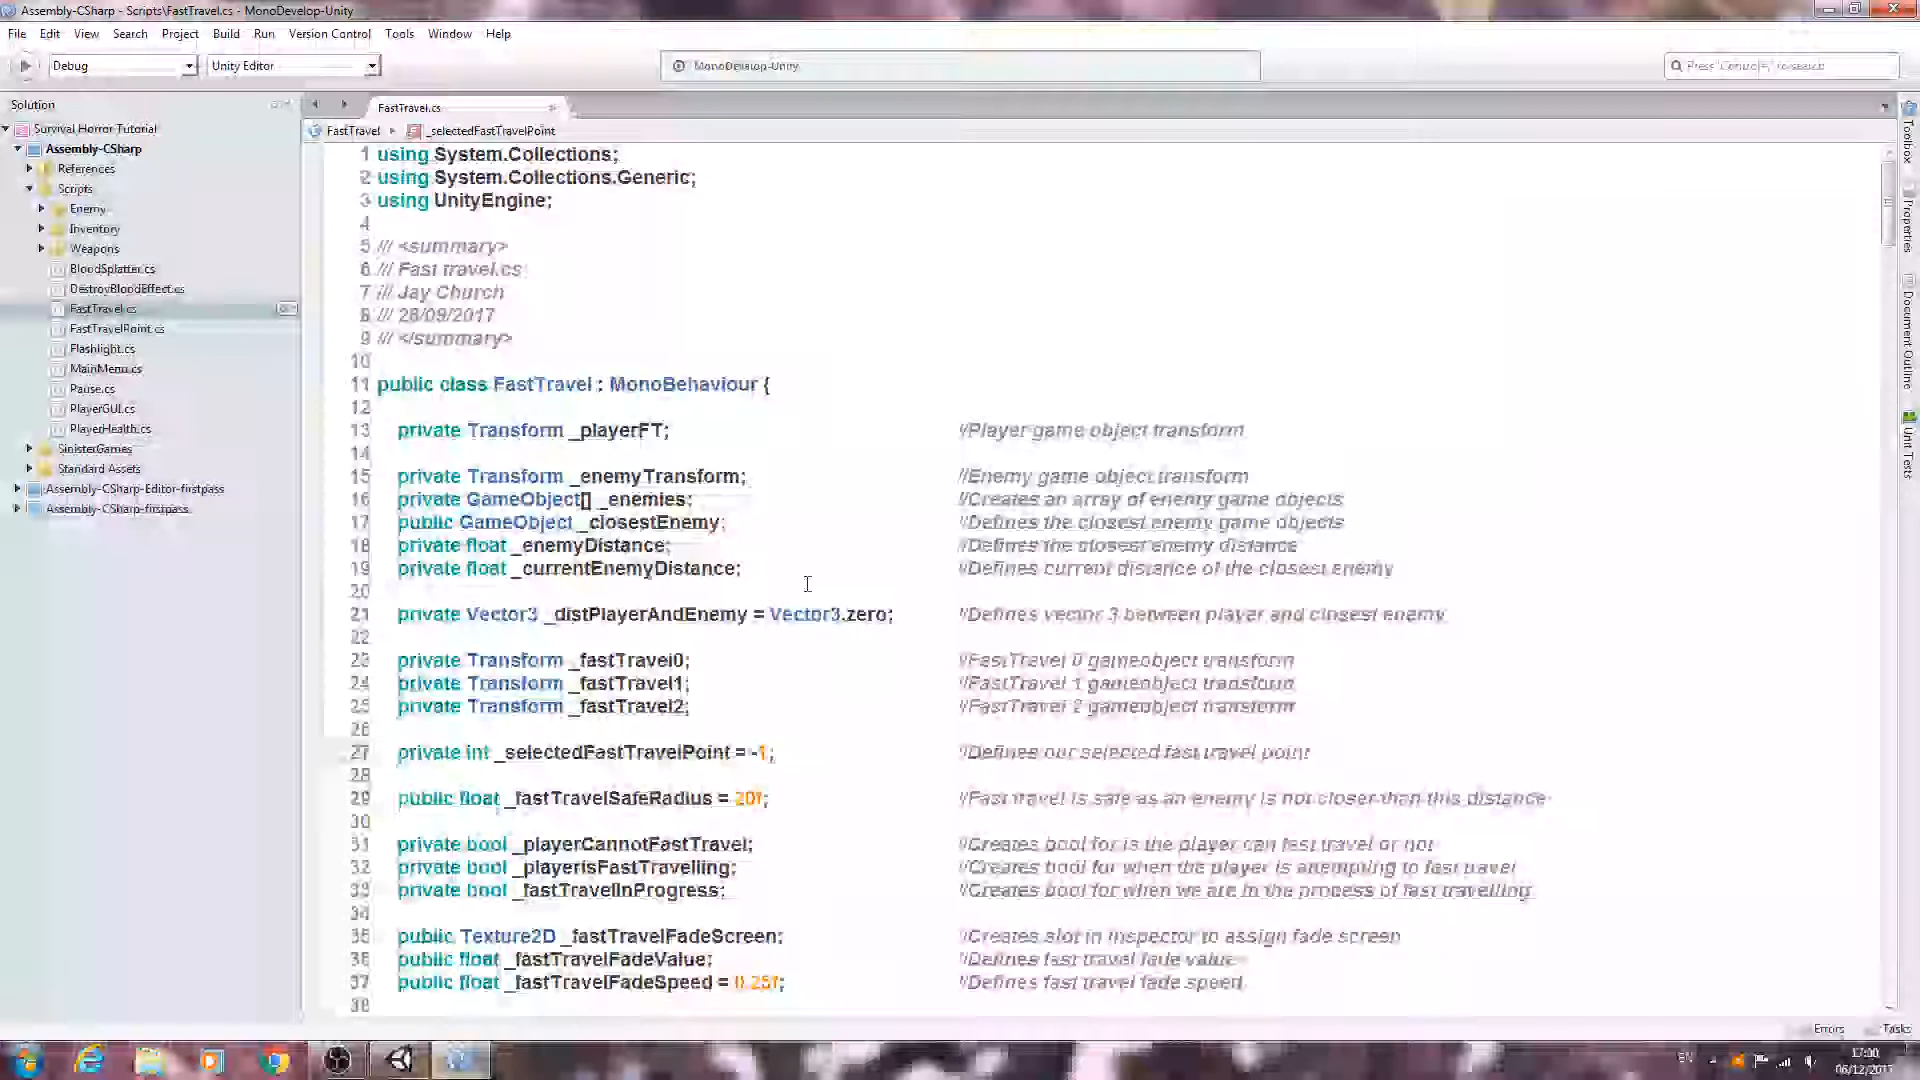 Assembly-CSharp - Scripts\FastTravel.cs - MonoDevelop-Unity
File Edit View Search Project Build Run Version Control Tools Window Help
Debug Unity Editor MonoDevelop-Unity Press 'Control+,' to search
Solution
Survival Horror Tutorial
Assembly-CSharp
References
Scripts
Enemy
Inventory
Weapons
BloodSplatter.cs
DestroyBloodEffect.cs
FastTravel.cs
FastTravelPoint.cs
Flashlight.cs
MainMenu.cs
Pause.cs
PlayerGUI.cs
PlayerHealth.cs
SinisterGames
Standard Assets
Assembly-CSharp-Editor-firstpass
Assembly-CSharp-firstpass
FastTravel.cs
FastTravel _selectedFastTravelPoint
1 using System.Collections;
2 using System.Collections.Generic;
3 using UnityEngine;
4
5 /// <summary>
6 /// Fast travel.cs
7 /// Jay Church
8 /// 28/09/2017
9 /// </summary>
10
11 public class FastTravel : MonoBehaviour {
12
13 private Transform _playerFT; //Player game object transform
14
15 private Transform _enemyTransform; //Enemy game object transform
16 private GameObject[] _enemies; //Creates an array of enemy game objects
17 public GameObject _closestEnemy; //Defines the closest enemy game objects
18 private float _enemyDistance; //Defines the closest enemy distance
19 private float _currentEnemyDistance; //Defines current distance of the closest enemy
20
21 private Vector3 _distPlayerAndEnemy = Vector3.zero; //Defines vector 3 between player and closest enemy
22
23 private Transform _fastTravel0; //FastTravel 0 gameobject transform
24 private Transform _fastTravel1; //FastTravel 1 gameobject transform
25 private Transform _fastTravel2; //FastTravel 2 gameobject transform
26
27 private int _selectedFastTravelPoint = -1; //Defines our selected fast travel point
28
29 public float _fastTravelSafeRadius = 20f; //Fast travel is safe as an enemy is not closer than this distance
30
31 private bool _playerCannotFastTravel; //Creates bool for is the player can fast travel or not
32 private bool _playerIsFastTravelling; //Creates bool for when the player is attempting to fast travel
33 private bool _fastTravelInProgress; //Creates bool for when we are in the process of fast travelling
34
35 public Texture2D _fastTravelFadeScreen; //Creates slot in inspector to assign fade screen
36 public float _fastTravelFadeValue; //Defines fast travel fade value
37 public float _fastTravelFadeSpeed = 0.25f; //Defines fast travel fade speed
38
Toolbox
Properties
Document Outline
Unit Tests
Errors Tasks
EN
17:00
06/12/2017